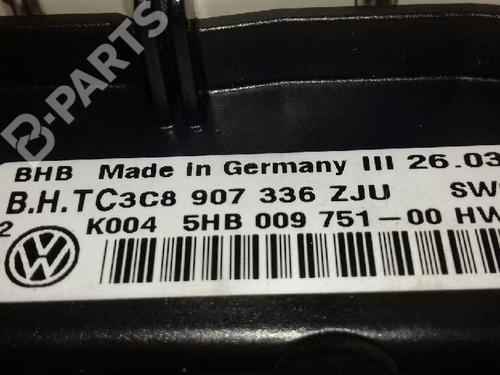 B-PARTS
BHB Made in Germany III 26.03
B.H.TC3C8 907 336 ZJU SW
2 K004 5HB 009 751-00 HW